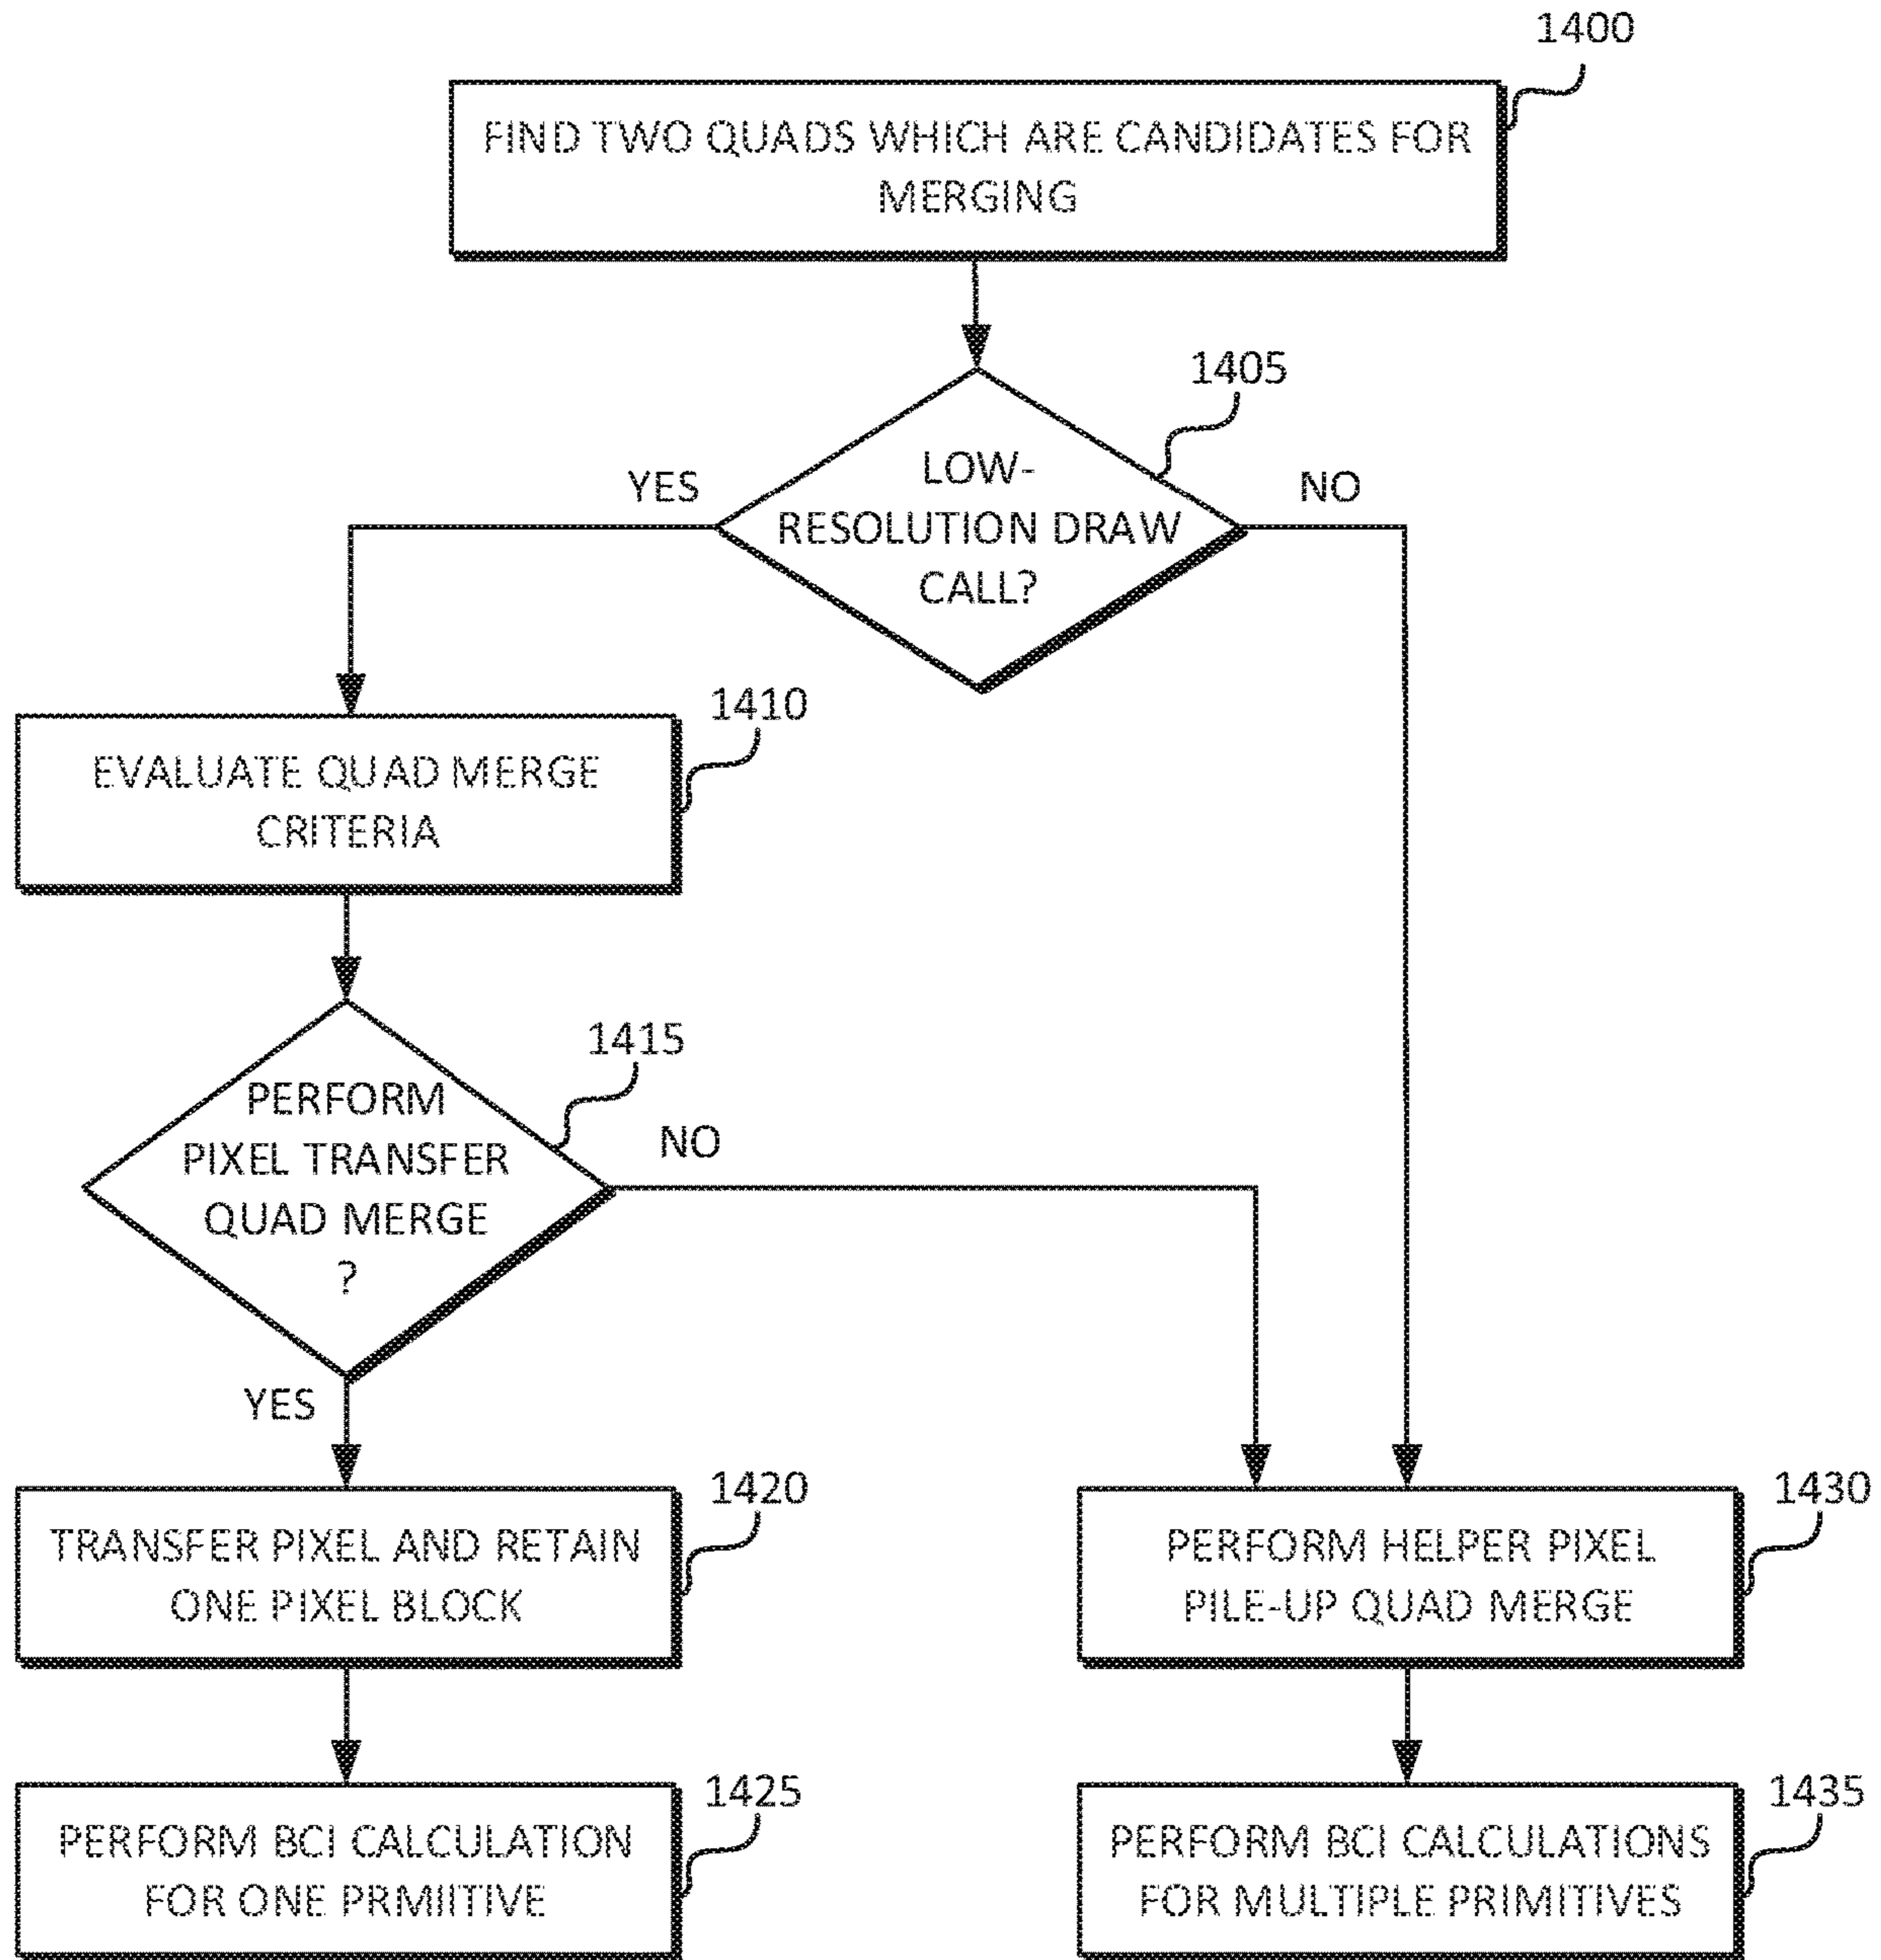 1400
FIND TWO QUADS WHICH ARE CANDIDATES FOR
MERGING
1405
LOW-
RESOLUTION DRAW
CALL?
YES
NO
1410
EVALUATE QUAD MERGE
CRITERIA
1415
PERFORM
PIXEL TRANSFER
QUAD MERGE
?
NO
YES
1420
TRANSFER PIXEL AND RETAIN
ONE PIXEL BLOCK
1430
PERFORM HELPER PIXEL
PILE-UP QUAD MERGE
1425
PERFORM BCI CALCULATION
FOR ONE PRMIITIVE
1435
PERFORM BCI CALCULATIONS
FOR MULTIPLE PRIMITIVES